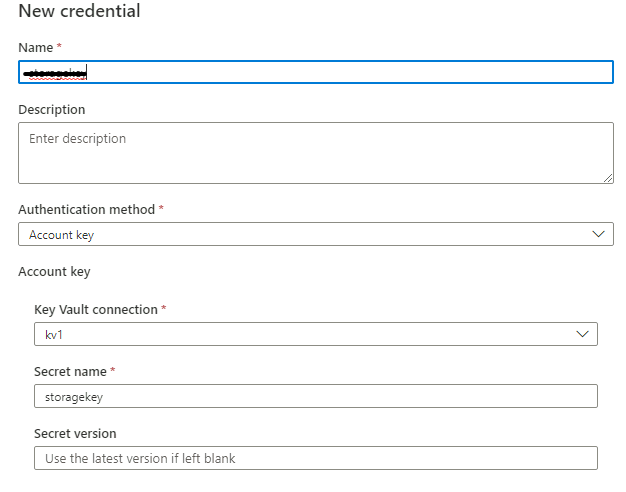 New credential
Name *
Description
Enter description
Authentication method *
Account key
Account key
Key Vault connection *
kv1
Secret name *
storagekey
Secret version
Use the latest version if left blank